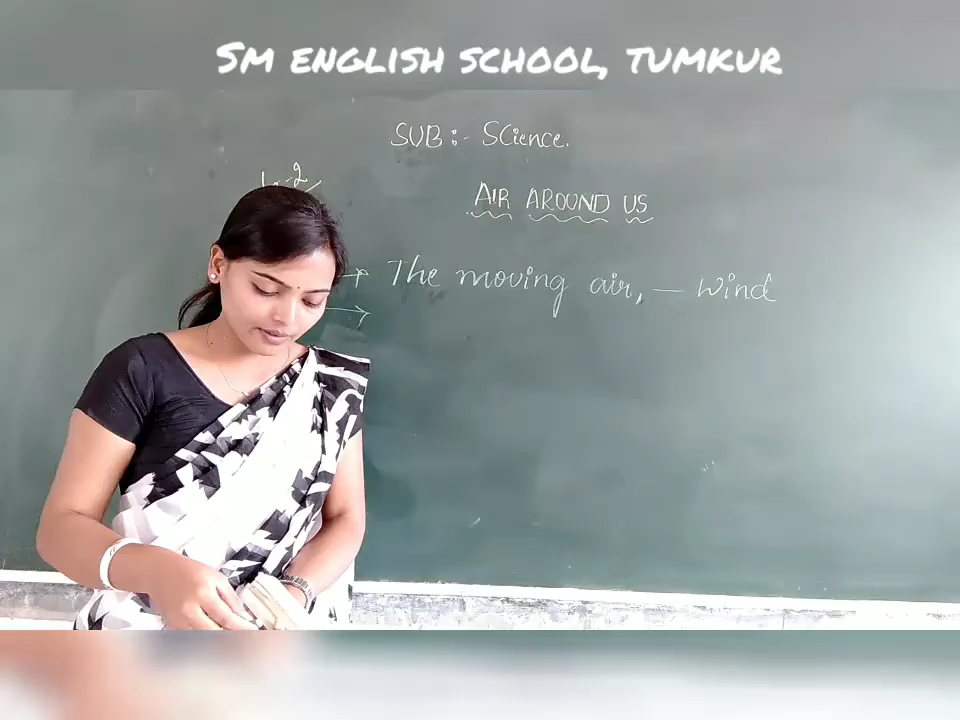 SM ENGLISH SCHOOL, TUMKUR
SUB :- Science.
AIR AROUND US
→ The moving air, — Wind
→